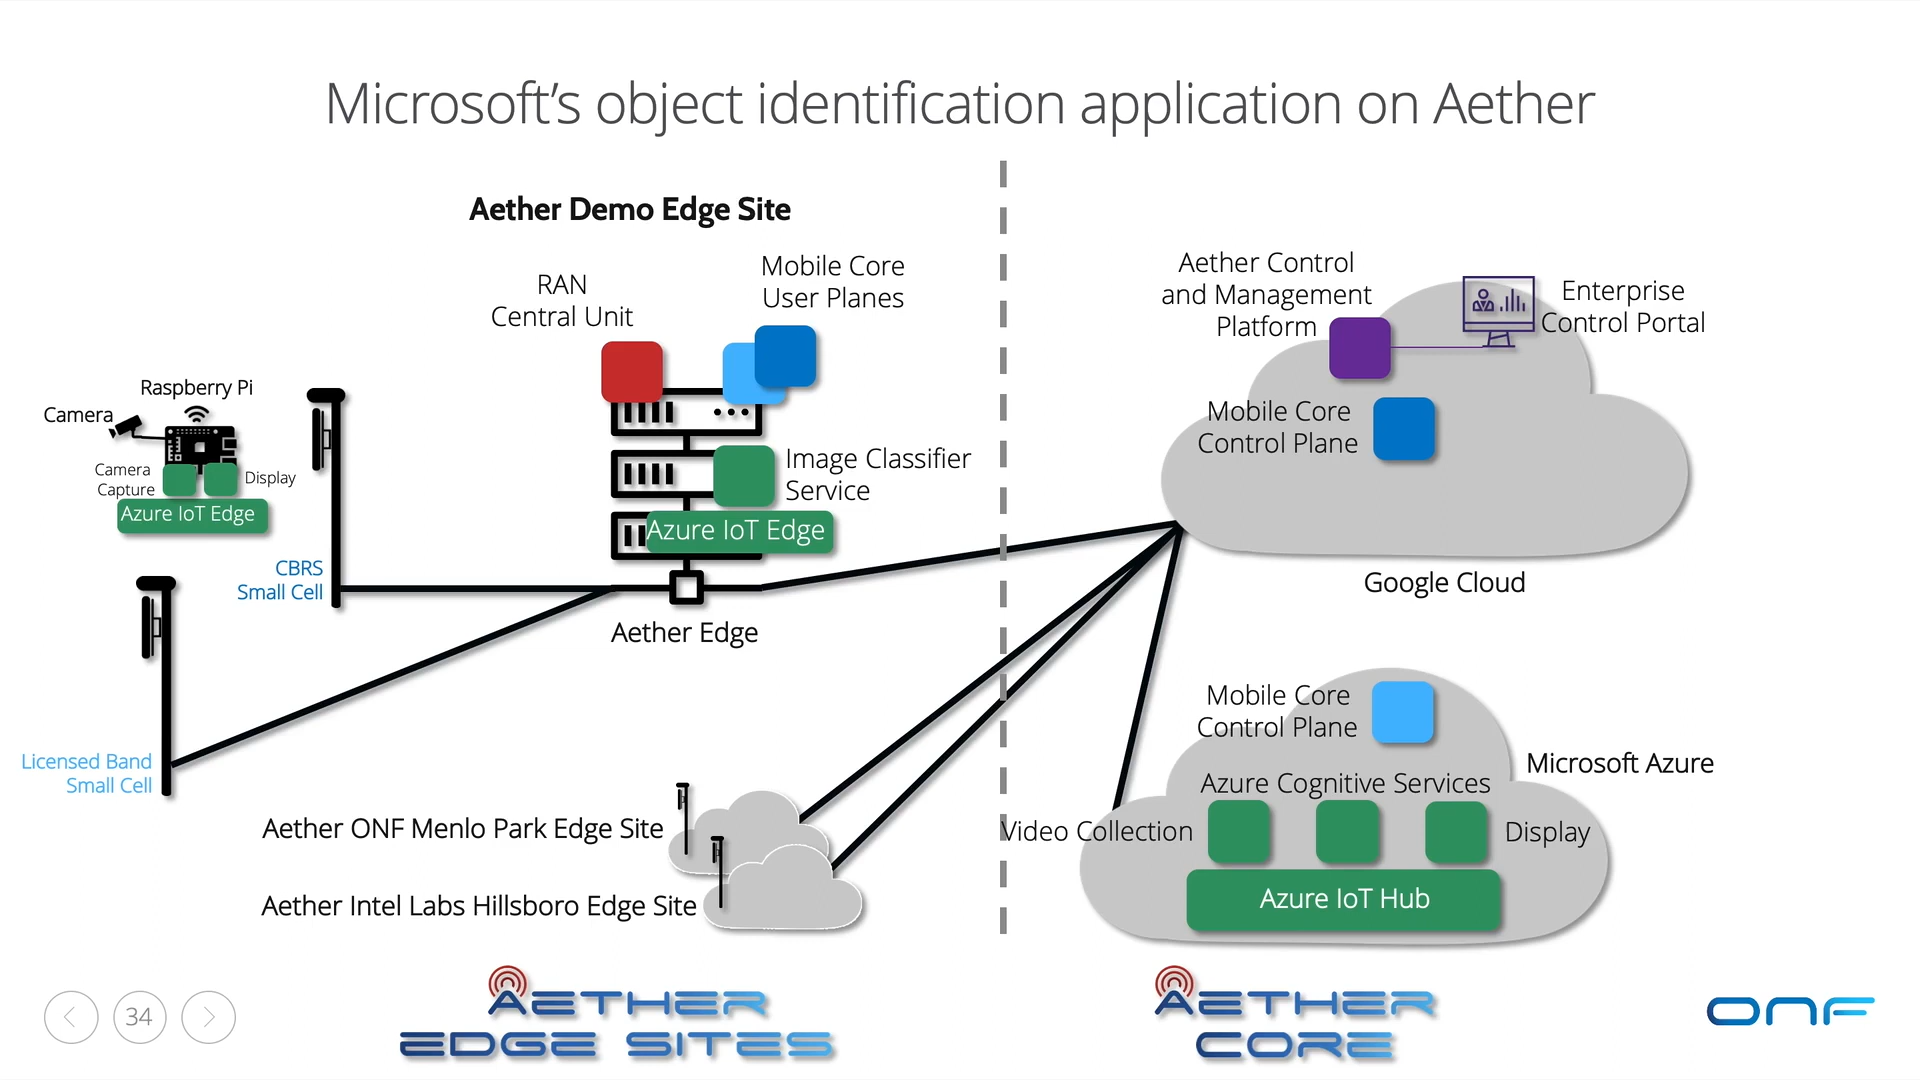 Microsoft's object identification application on Aether
Aether Demo Edge Site
RAN
Central Unit
Mobile Core
User Planes
Raspberry Pi
Camera
Camera
Capture
Display
Azure IoT Edge
CBRS
Small Cell
Licensed Band
Small Cell
Image Classifier
Service
Azure IoT Edge
Aether Edge
Aether ONF Menlo Park Edge Site
Aether Intel Labs Hillsboro Edge Site
Aether Control
and Management
Platform
Enterprise
Control Portal
Mobile Core
Control Plane
Google Cloud
Mobile Core
Control Plane
Microsoft Azure
Azure Cognitive Services
Video Collection
Display
Azure IoT Hub
34
AETHER
EDGE SITES
AETHER
CORE
ONF